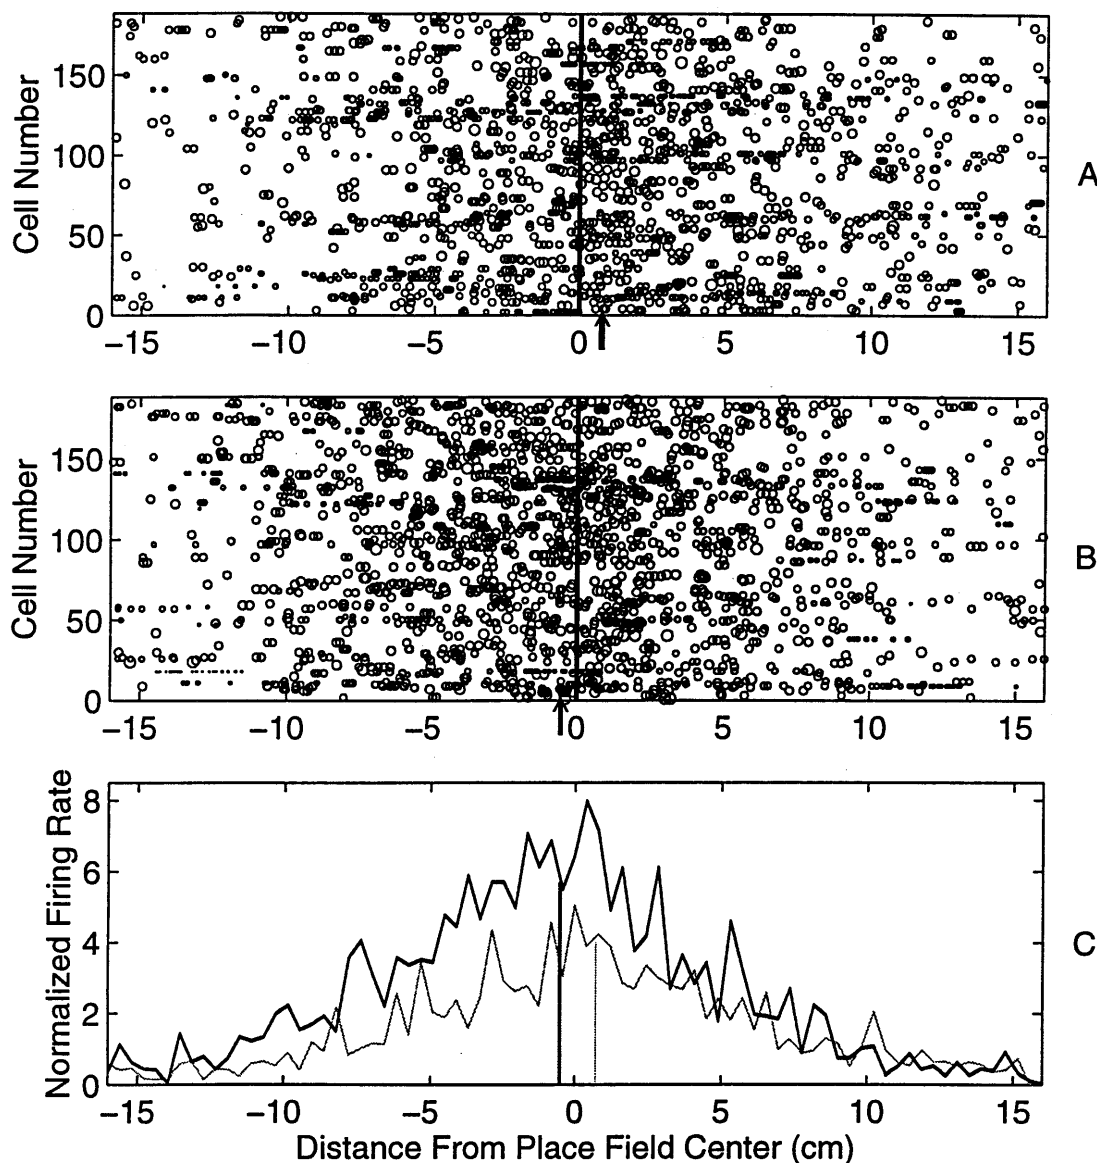 Cell Number
150
100
50
0
A
−15 −10 −5 0 5 10 15
Cell Number
150
100
50
0
B
−15 −10 −5 0 5 10 15
Normalized Firing Rate
8
6
4
2
0
C
−15 −10 −5 0 5 10 15
Distance From Place Field Center (cm)